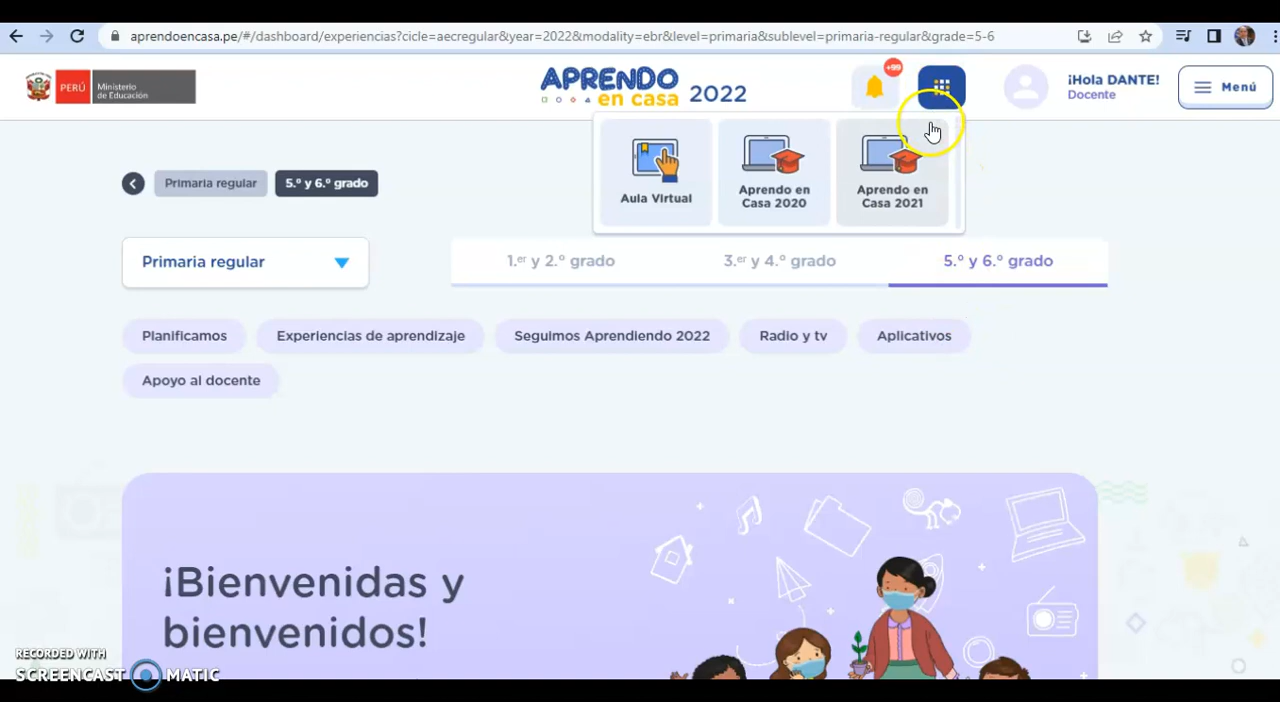 aprendoencasa.pe/#/dashboard/experiencias?cicle=aecregular&year=2022&modality=ebr&level=primaria&sublevel=primaria-regular&grade=5-6
PERÚ
Ministerio
de Educación
APRENDO
en casa 2022
+99
¡Hola DANTE!
Docente
Menú
Aula Virtual
Aprendo en
Casa 2020
Aprendo en
Casa 2021
Primaria regular
5.° y 6.° grado
Primaria regular
1.er y 2.° grado
3.er y 4.° grado
5.° y 6.° grado
Planificamos
Experiencias de aprendizaje
Seguimos Aprendiendo 2022
Radio y tv
Aplicativos
Apoyo al docente
¡Bienvenidas y
bienvenidos!
RECORDED WITH
SCREENCAST MATIC